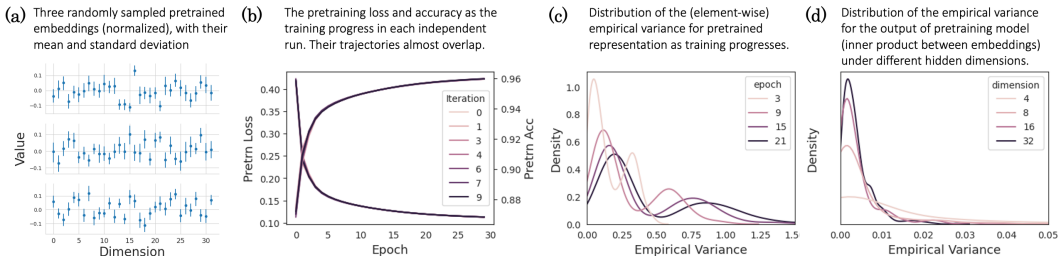 (a)
Three randomly sampled pretrained
embeddings (normalized), with their
mean and standard deviation
Value
0.1
0.0
−0.1
0.1
0.0
−0.1
0.1
0.0
−0.1
0 5 10 15 20 25 30
Dimension
(b)
The pretraining loss and accuracy as the
training progress in each independent
run. Their trajectories almost overlap.
Pretrn Loss
0.40
0.35
0.30
0.25
0.20
0.15
0.10
Iteration
0
1
3
4
6
7
9
0.96
0.94
0.92
0.90
0.88
Pretrn Acc
0 5 10 15 20 25 30
Epoch
(c)
Distribution of the (element-wise)
empirical variance for pretrained
representation as training progresses.
Density
1.0
0.8
0.6
0.4
0.2
0.0
epoch
3
9
15
21
0.00 0.25 0.50 0.75 1.00 1.25 1.5
Empirical Variance
(d)
Distribution of the empirical variance
for the output of pretraining model
(inner product between embeddings)
under different hidden dimensions.
Density
dimension
4
8
16
32
0.00 0.01 0.02 0.03 0.04 0.05
Empirical Variance